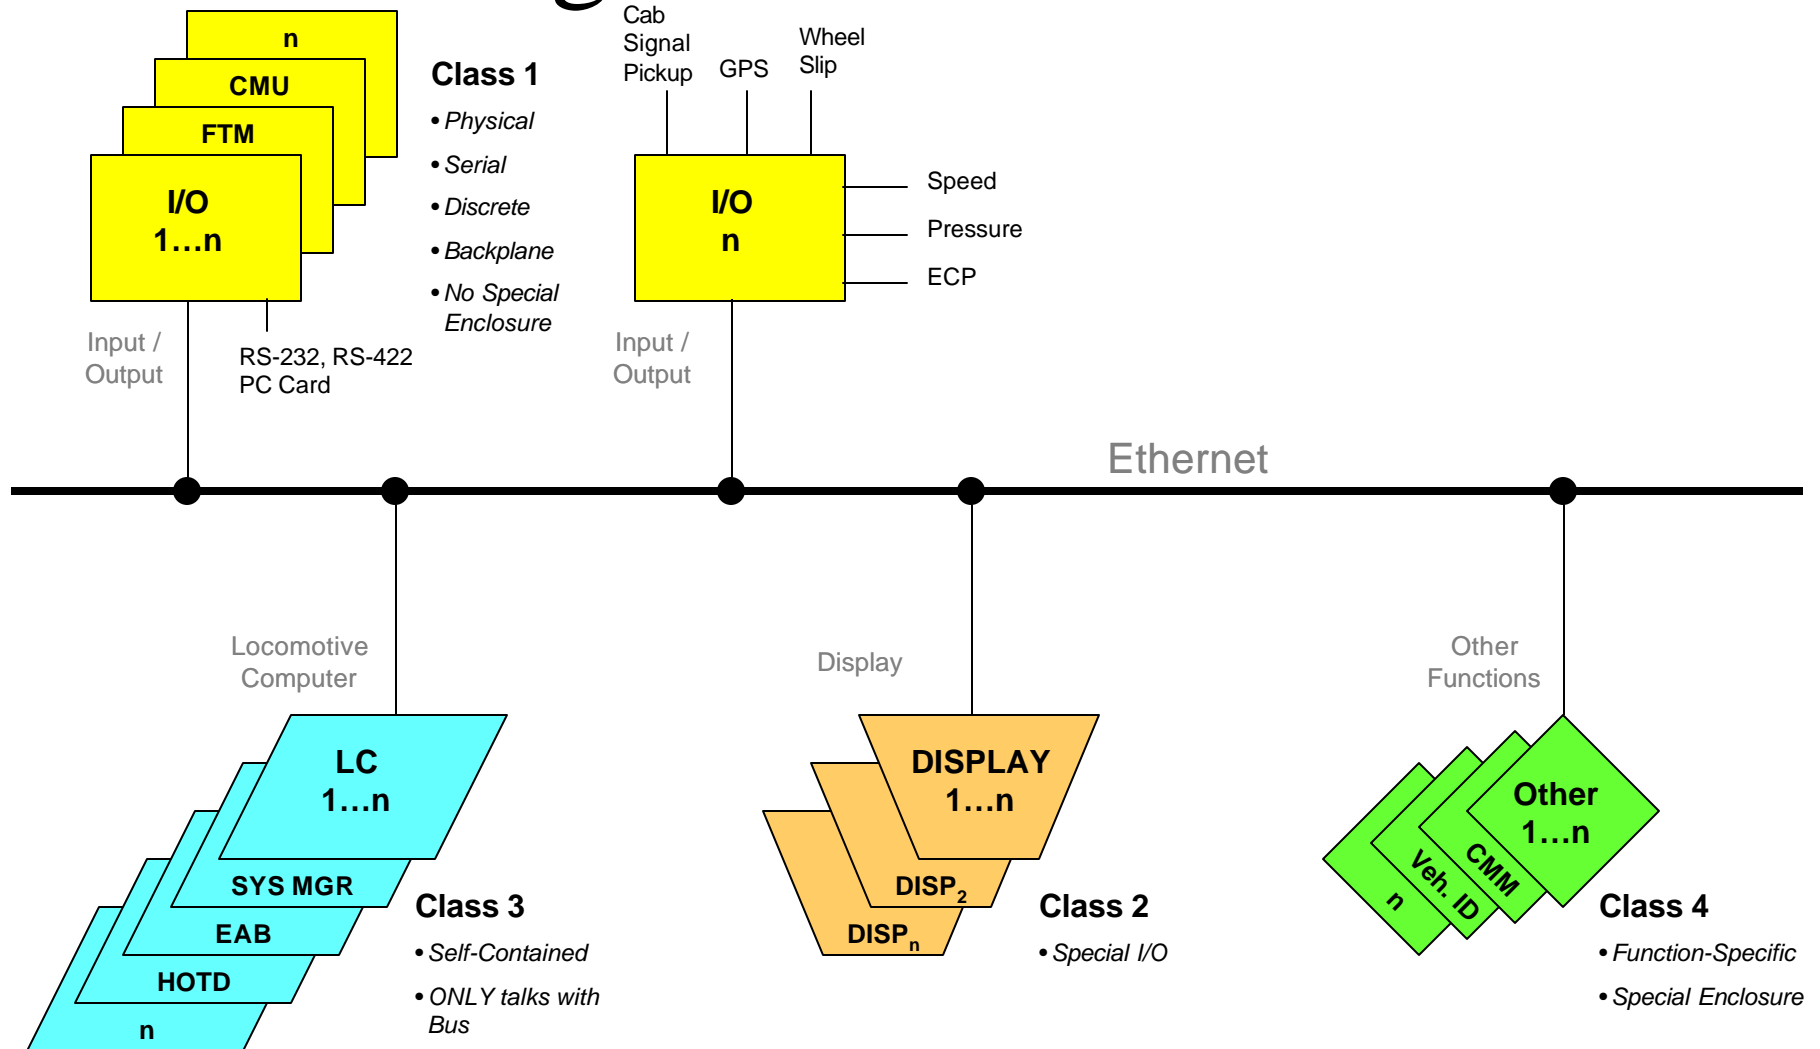 n
CMU
FTM
I/O
1…n
Class 1
• Physical
• Serial
• Discrete
• Backplane
• No Special
Enclosure
Input /
Output
RS-232, RS-422
PC Card
Cab
Signal
Pickup
GPS
Wheel
Slip
I/O
n
Speed
Pressure
ECP
Input /
Output
Ethernet
Locomotive
Computer
LC
1…n
SYS MGR
EAB
HOTD
n
Class 3
• Self-Contained
• ONLY talks with
Bus
Display
DISPLAY
1…n
DISP2
DISPn
Class 2
• Special I/O
Other
Functions
Other
1…n
CMM
Veh. ID
n
Class 4
• Function-Specific
• Special Enclosure